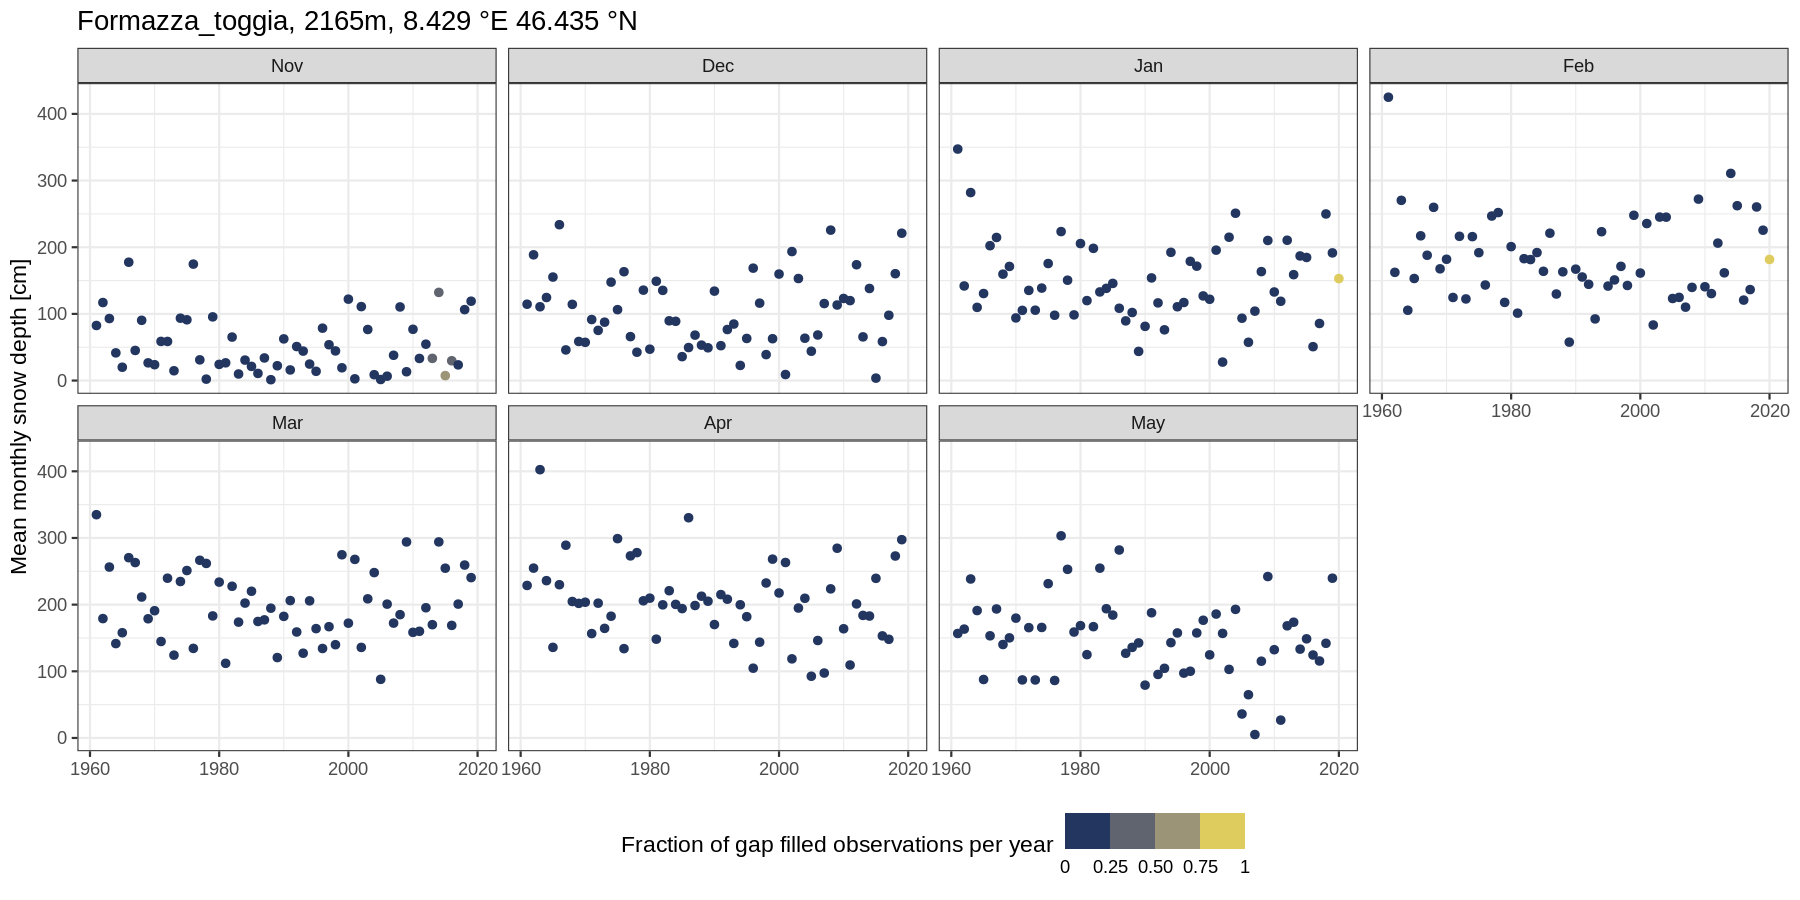 Formazza_toggia, 2165m, 8.429 °E 46.435 °N
Nov
Dec
Jan
Feb
Mean monthly snow depth [cm]
400
300
200
100
0
1960 1980 2000 2020
Mar
Apr
May
400
300
200
100
0
1960 1980 2000 2020
1960 1980 2000 2020
1960 1980 2000 2020
Fraction of gap filled observations per year
0 0.25 0.50 0.75 1